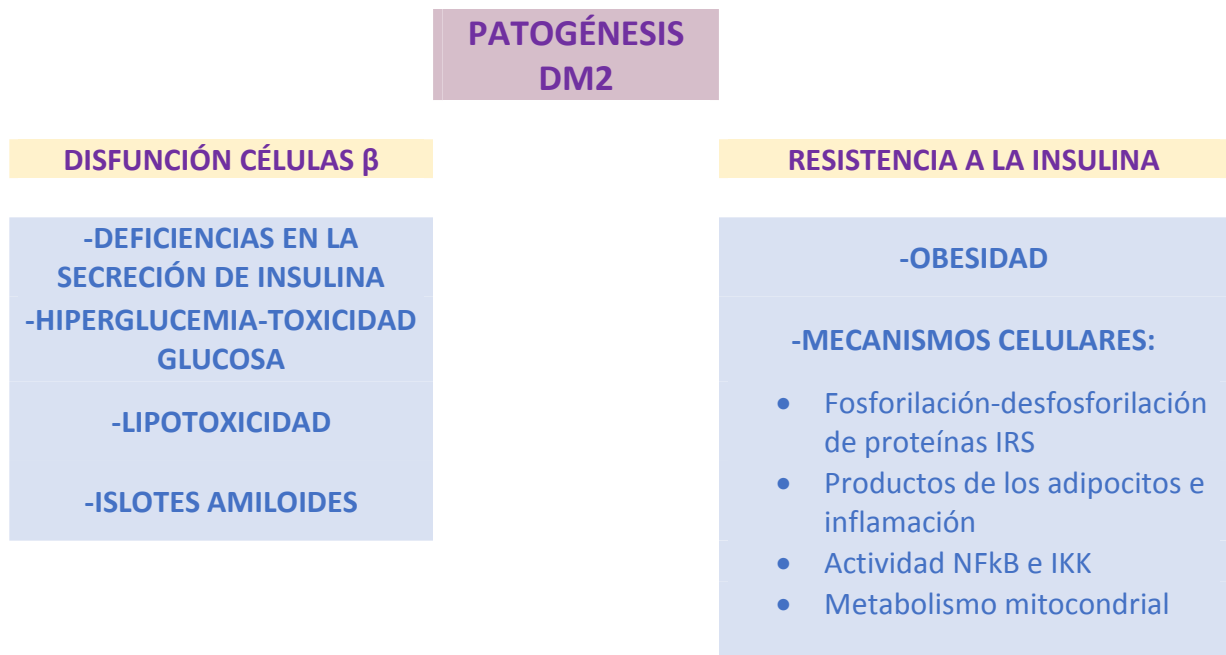 PATOGÉNESIS
DM2
DISFUNCIÓN CÉLULAS β
-DEFICIENCIAS EN LA
SECRECIÓN DE INSULINA
-HIPERGLUCEMIA-TOXICIDAD
GLUCOSA
-LIPOTOXICIDAD
-ISLOTES AMILOIDES
RESISTENCIA A LA INSULINA
-OBESIDAD
-MECANISMOS CELULARES:
• Fosforilación-desfosforilación
de proteínas IRS
• Productos de los adipocitos e
inflamación
• Actividad NFkB e IKK
• Metabolismo mitocondrial